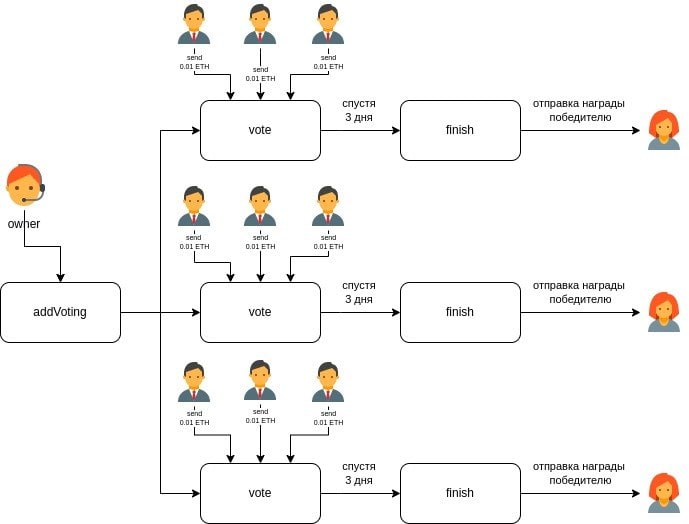 send
0.01 ETH
send
0.01 ETH
send
0.01 ETH
vote
спустя
3 дня
finish
отправка награды
победителю
owner
send
0.01 ETH
send
0.01 ETH
send
0.01 ETH
addVoting
vote
спустя
3 дня
finish
отправка награды
победителю
send
0.01 ETH
send
0.01 ETH
send
0.01 ETH
vote
спустя
3 дня
finish
отправка награды
победителю